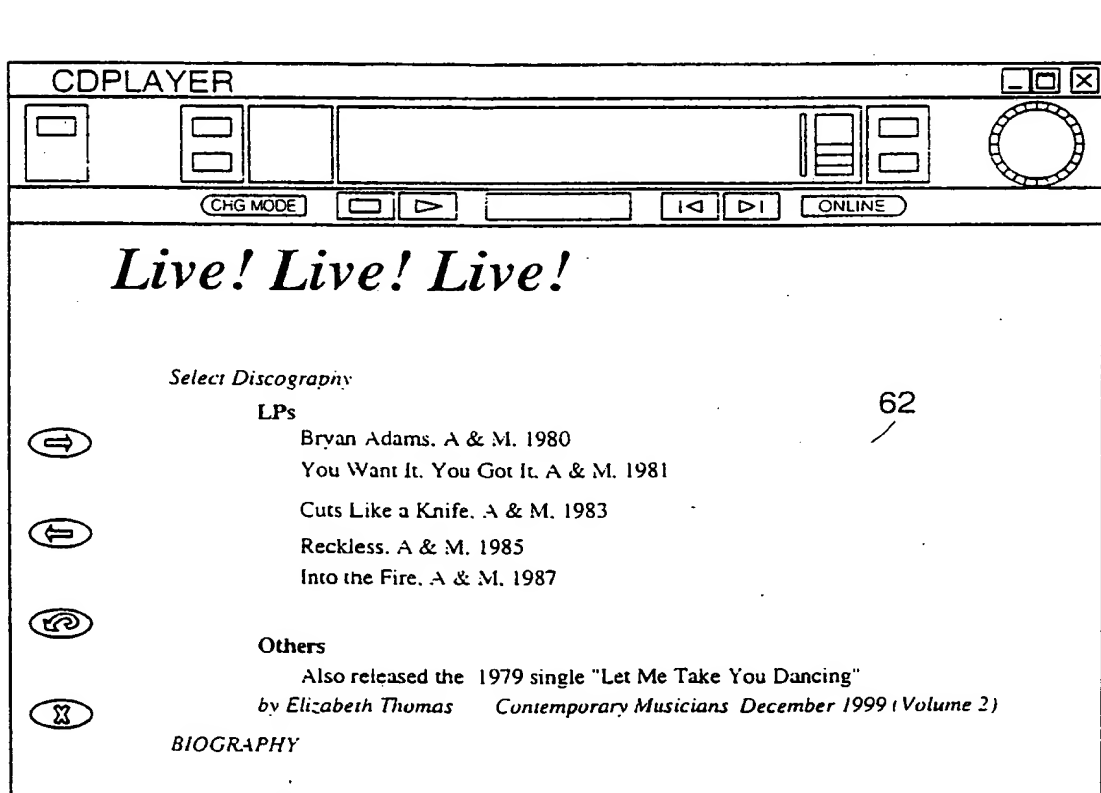 CDPLAYER
CHG MODE ONLINE
Live! Live! Live!
Select Discography
62
LPs
Bryan Adams. A & M. 1980
You Want It. You Got It. A & M. 1981
Cuts Like a Knife. A & M. 1983
Reckless. A & M. 1985
Into the Fire. A & M. 1987
Others
Also released the 1979 single "Let Me Take You Dancing"
by Elizabeth Thomas Contemporary Musicians December 1999 (Volume 2)
BIOGRAPHY